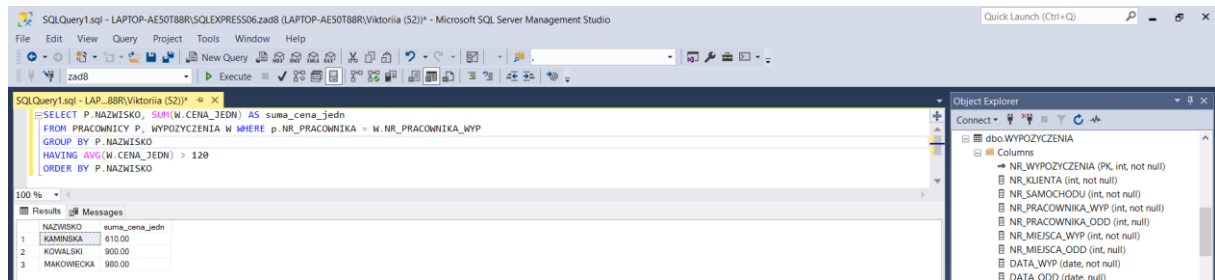 SQLQuery1.sql - LAPTOP-AE50T88R\SQLEXPRESS06.zad8 (LAPTOP-AE50T88R\Viktoriia (52))* - Microsoft SQL Server Management Studio
Quick Launch (Ctrl+Q)
File Edit View Query Project Tools Window Help
New Query
zad8
Execute
SQLQuery1.sql - LAP...88R\Viktoriia (52))*
Object Explorer
SELECT P.NAZWISKO, SUM(W.CENA_JEDN) AS suma_cena_jedn
FROM PRACOWNICY P, WYPOZYCZENIA W WHERE p.NR_PRACOWNIKA = W.NR_PRACOWNIKA_WYP
GROUP BY P.NAZWISKO
HAVING AVG(W.CENA_JEDN) > 120
ORDER BY P.NAZWISKO
100 %
Results Messages
NAZWISKO suma_cena_jedn
1 KAMINSKA 610.00
2 KOWALSKI 900.00
3 MAKOWIECKA 980.00
Connect
dbo.WYPOZYCZENIA
Columns
NR_WYPOZYCZENIA (PK, int, not null)
NR_KLIENTA (int, not null)
NR_SAMOCHODU (int, not null)
NR_PRACOWNIKA_WYP (int, not null)
NR_PRACOWNIKA_ODD (int, null)
NR_MIEJSCA_WYP (int, not null)
NR_MIEJSCA_ODD (int, null)
DATA_WYP (date, not null)
DATA_ODD (date, null)